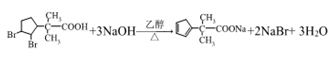 CH₃ CH₃
C—COOH+3NaOH 乙醇 △ C—COONa+2NaBr+ 3H₂O
Br CH₃ CH₃
Br